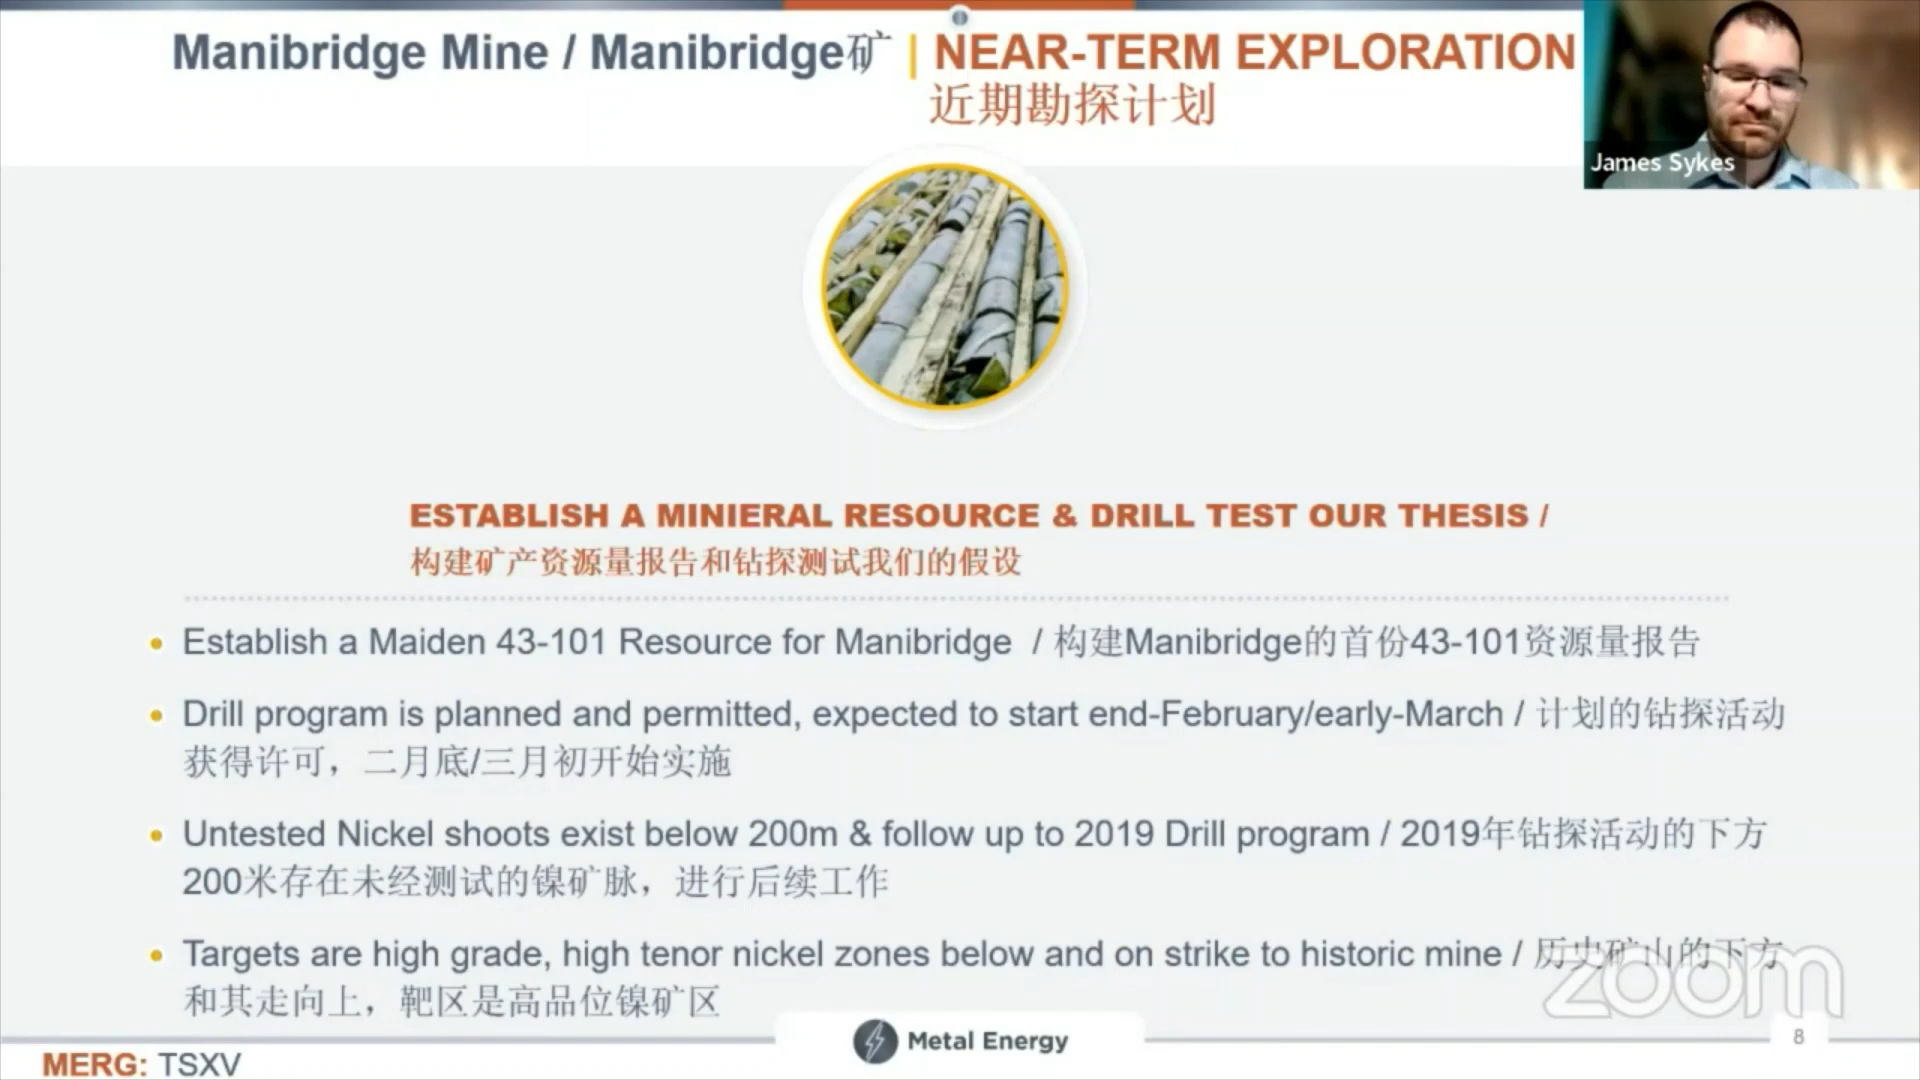 Manibridge Mine / Manibridge矿 | NEAR-TERM EXPLORATION
近期勘探计划
James Sykes
ESTABLISH A MINIERAL RESOURCE & DRILL TEST OUR THESIS /
构建矿产资源量报告和钻探测试我们的假设
Establish a Maiden 43-101 Resource for Manibridge / 构建Manibridge的首份43-101资源量报告
Drill program is planned and permitted, expected to start end-February/early-March / 计划的钻探活动
获得许可，二月底/三月初开始实施
Untested Nickel shoots exist below 200m & follow up to 2019 Drill program / 2019年钻探活动的下方
200米存在未经测试的镍矿脉，进行后续工作
Targets are high grade, high tenor nickel zones below and on strike to historic mine / 历史矿山的下方
和其走向上，靶区是高品位镍矿区
zoom
Metal Energy
8
MERG: TSXV